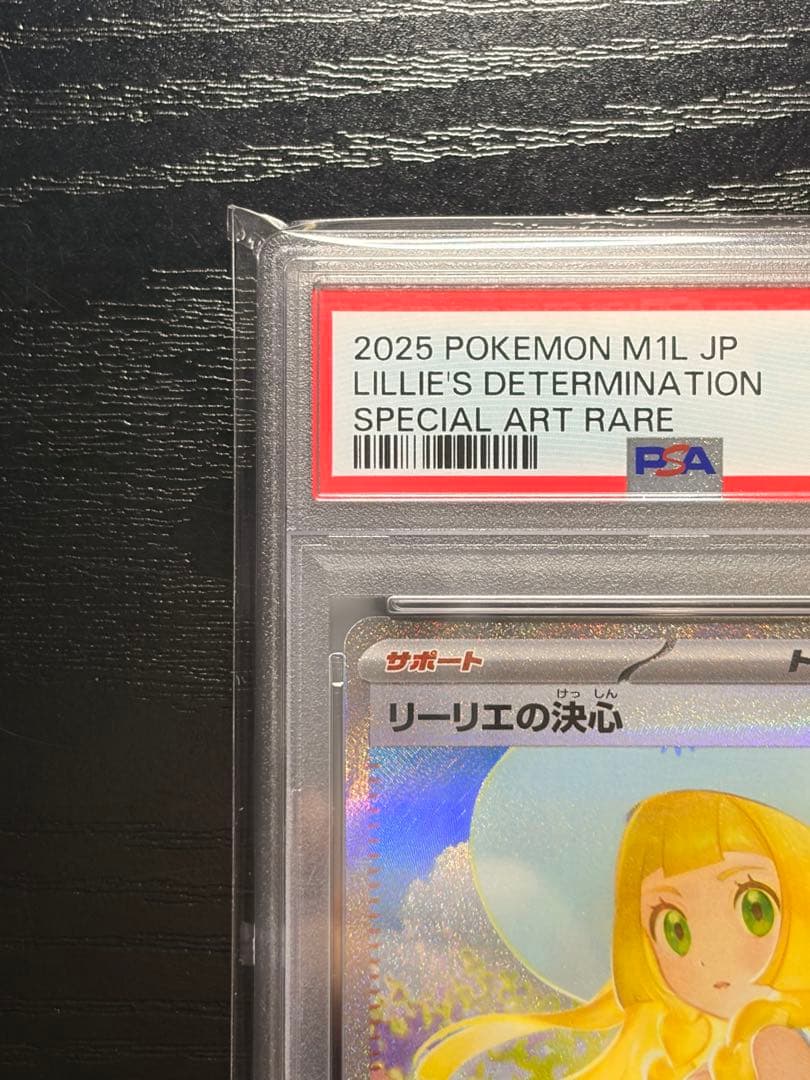 2025 POKEMON M1L JP
LILLIE'S DETERMINATION
SPECIAL ART RARE
PSA
サポート
けっ しん
リーリエの決心